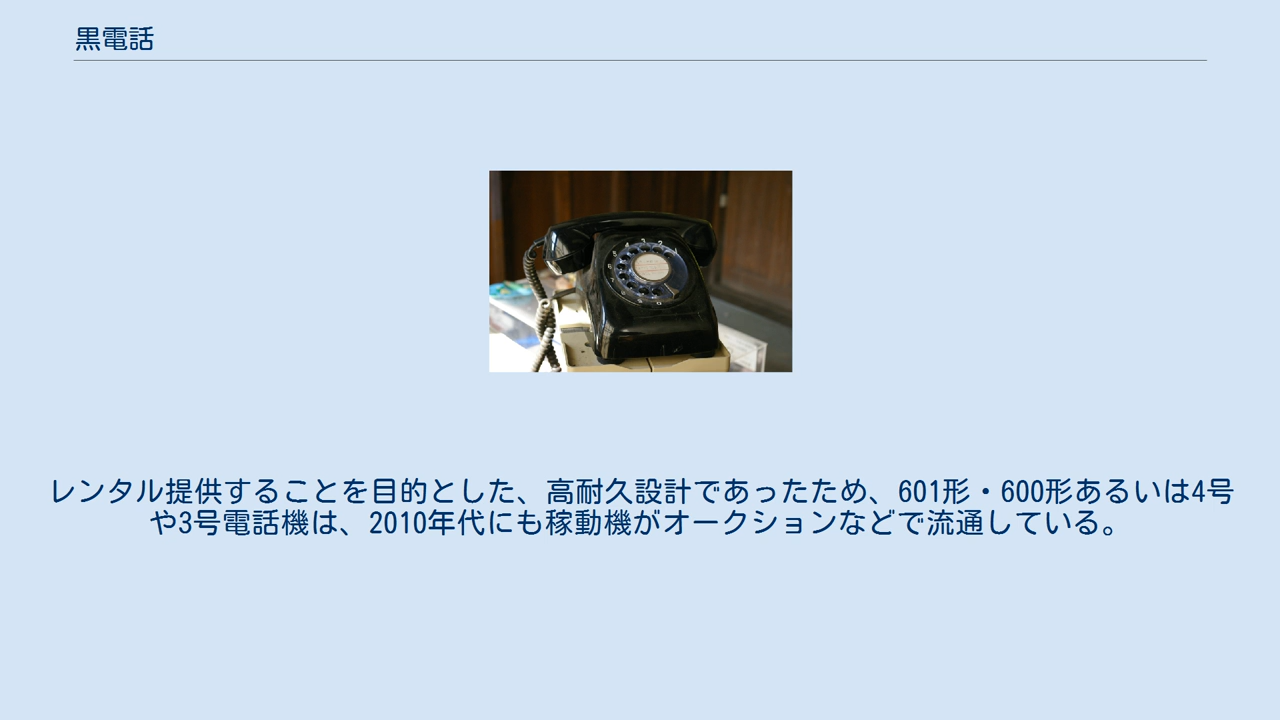 黒電話
レンタル提供することを目的とした、高耐久設計であったため、601形・600形あるいは4号
や3号電話機は、2010年代にも稼動機がオークションなどで流通している。